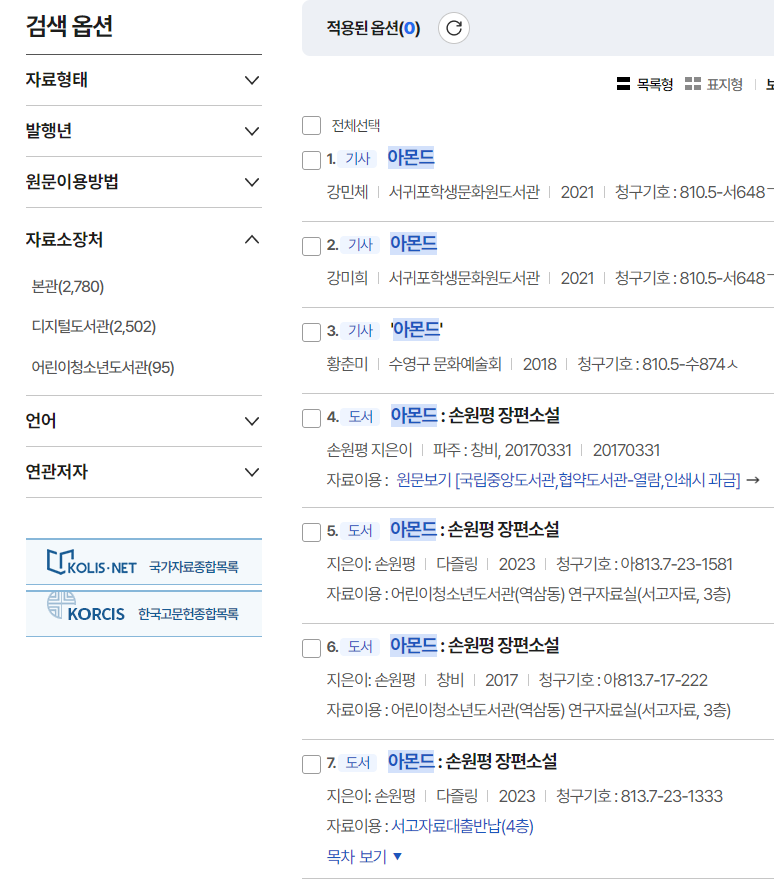 검색 옵션
자료형태
발행년
원문이용방법
자료소장처
본관(2,780)
디지털도서관(2,502)
어린이청소년도서관(95)
언어
연관저자
KOLIS·NET 국가자료종합목록
KORCIS 한국고문헌종합목록
적용된 옵션(0)
목록형 표지형
전체선택
1. 기사 아몬드
강민체 | 서귀포학생문화원도서관 | 2021 | 청구기호 : 810.5-서648
2. 기사 아몬드
강미희 | 서귀포학생문화원도서관 | 2021 | 청구기호 : 810.5-서648
3. 기사 '아몬드'
황춘미 | 수영구 문화예술회 | 2018 | 청구기호 : 810.5-수874ㅅ
4. 도서 아몬드 : 손원평 장편소설
손원평 지은이 | 파주 : 창비, 20170331 | 20170331
자료이용 : 원문보기 [국립중앙도서관,협약도서관-열람,인쇄시 과금] →
5. 도서 아몬드 : 손원평 장편소설
지은이: 손원평 | 다즐링 | 2023 | 청구기호 : 아813.7-23-1581
자료이용 : 어린이청소년도서관(역삼동) 연구자료실(서고자료, 3층)
6. 도서 아몬드 : 손원평 장편소설
지은이: 손원평 | 창비 | 2017 | 청구기호 : 아813.7-17-222
자료이용 : 어린이청소년도서관(역삼동) 연구자료실(서고자료, 3층)
7. 도서 아몬드 : 손원평 장편소설
지은이: 손원평 | 다즐링 | 2023 | 청구기호 : 813.7-23-1333
자료이용 : 서고자료대출반납(4층)
목차 보기 ▼